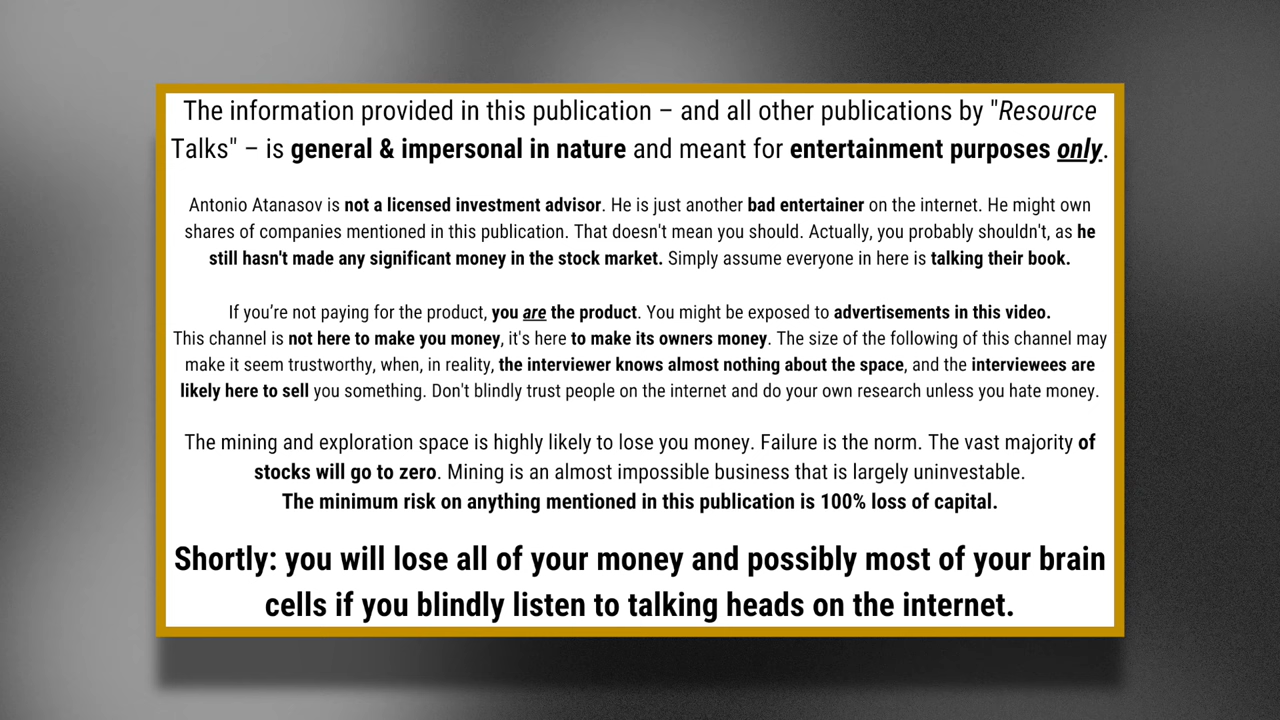 The information provided in this publication – and all other publications by "Resource
Talks" – is general & impersonal in nature and meant for entertainment purposes only.
Antonio Atanasov is not a licensed investment advisor. He is just another bad entertainer on the internet. He might own
shares of companies mentioned in this publication. That doesn't mean you should. Actually, you probably shouldn't, as he
still hasn't made any significant money in the stock market. Simply assume everyone in here is talking their book.
If you’re not paying for the product, you are the product. You might be exposed to advertisements in this video.
This channel is not here to make you money, it's here to make its owners money. The size of the following of this channel may
make it seem trustworthy, when, in reality, the interviewer knows almost nothing about the space, and the interviewees are
likely here to sell you something. Don't blindly trust people on the internet and do your own research unless you hate money.
The mining and exploration space is highly likely to lose you money. Failure is the norm. The vast majority of
stocks will go to zero. Mining is an almost impossible business that is largely uninvestable.
The minimum risk on anything mentioned in this publication is 100% loss of capital.
Shortly: you will lose all of your money and possibly most of your brain
cells if you blindly listen to talking heads on the internet.